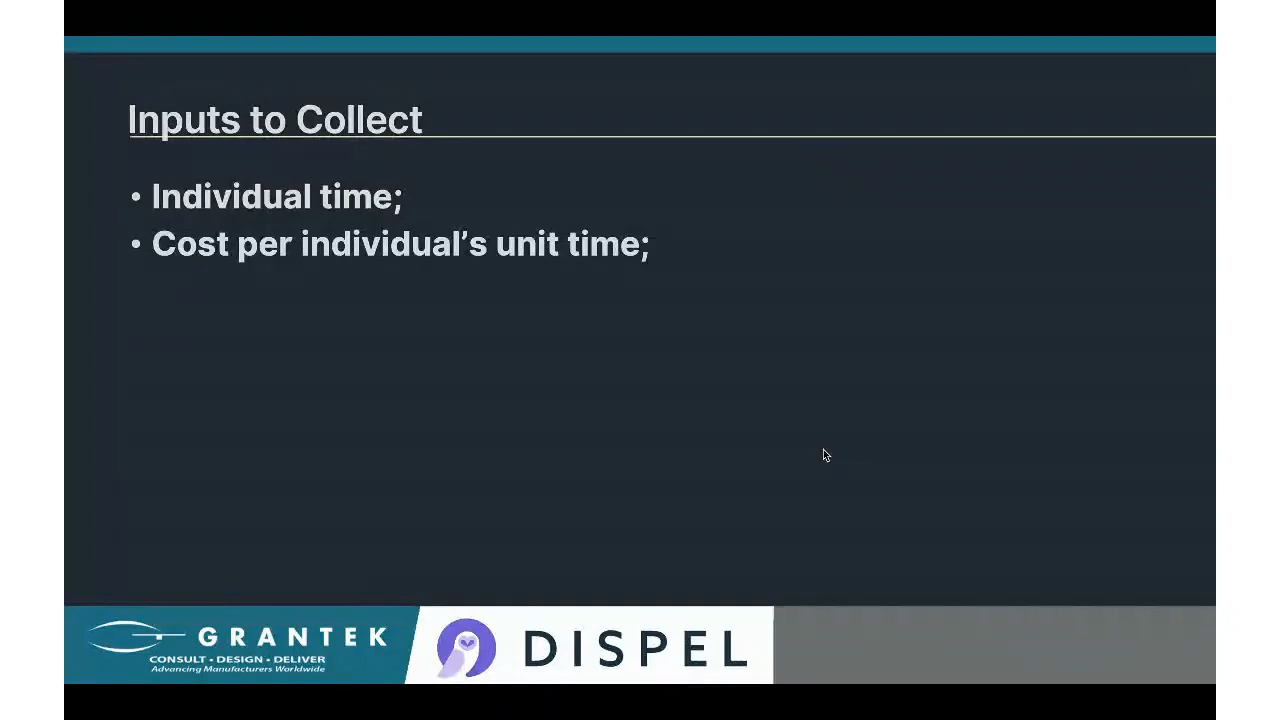 Inputs to Collect
• Individual time;
• Cost per individual’s unit time;
GRANTEK
CONSULT • DESIGN • DELIVER
Advancing Manufacturers Worldwide
DISPEL